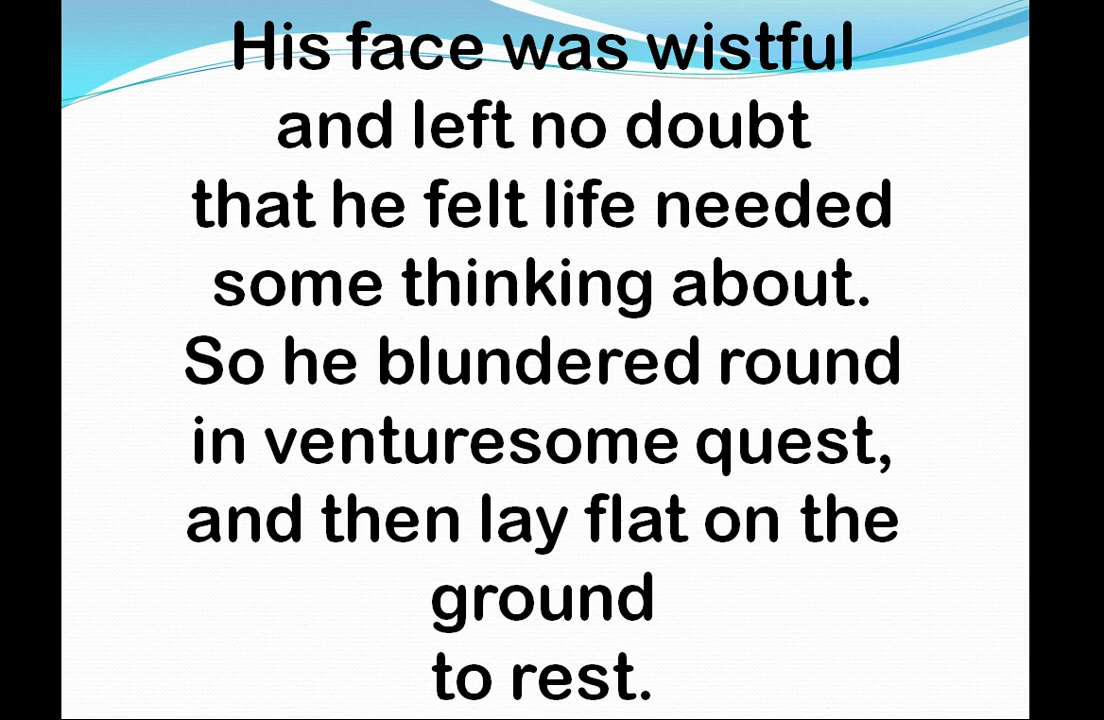 His face was wistful
and left no doubt
that he felt life needed
some thinking about.
So he blundered round
in venturesome quest,
and then lay flat on the
ground
to rest.